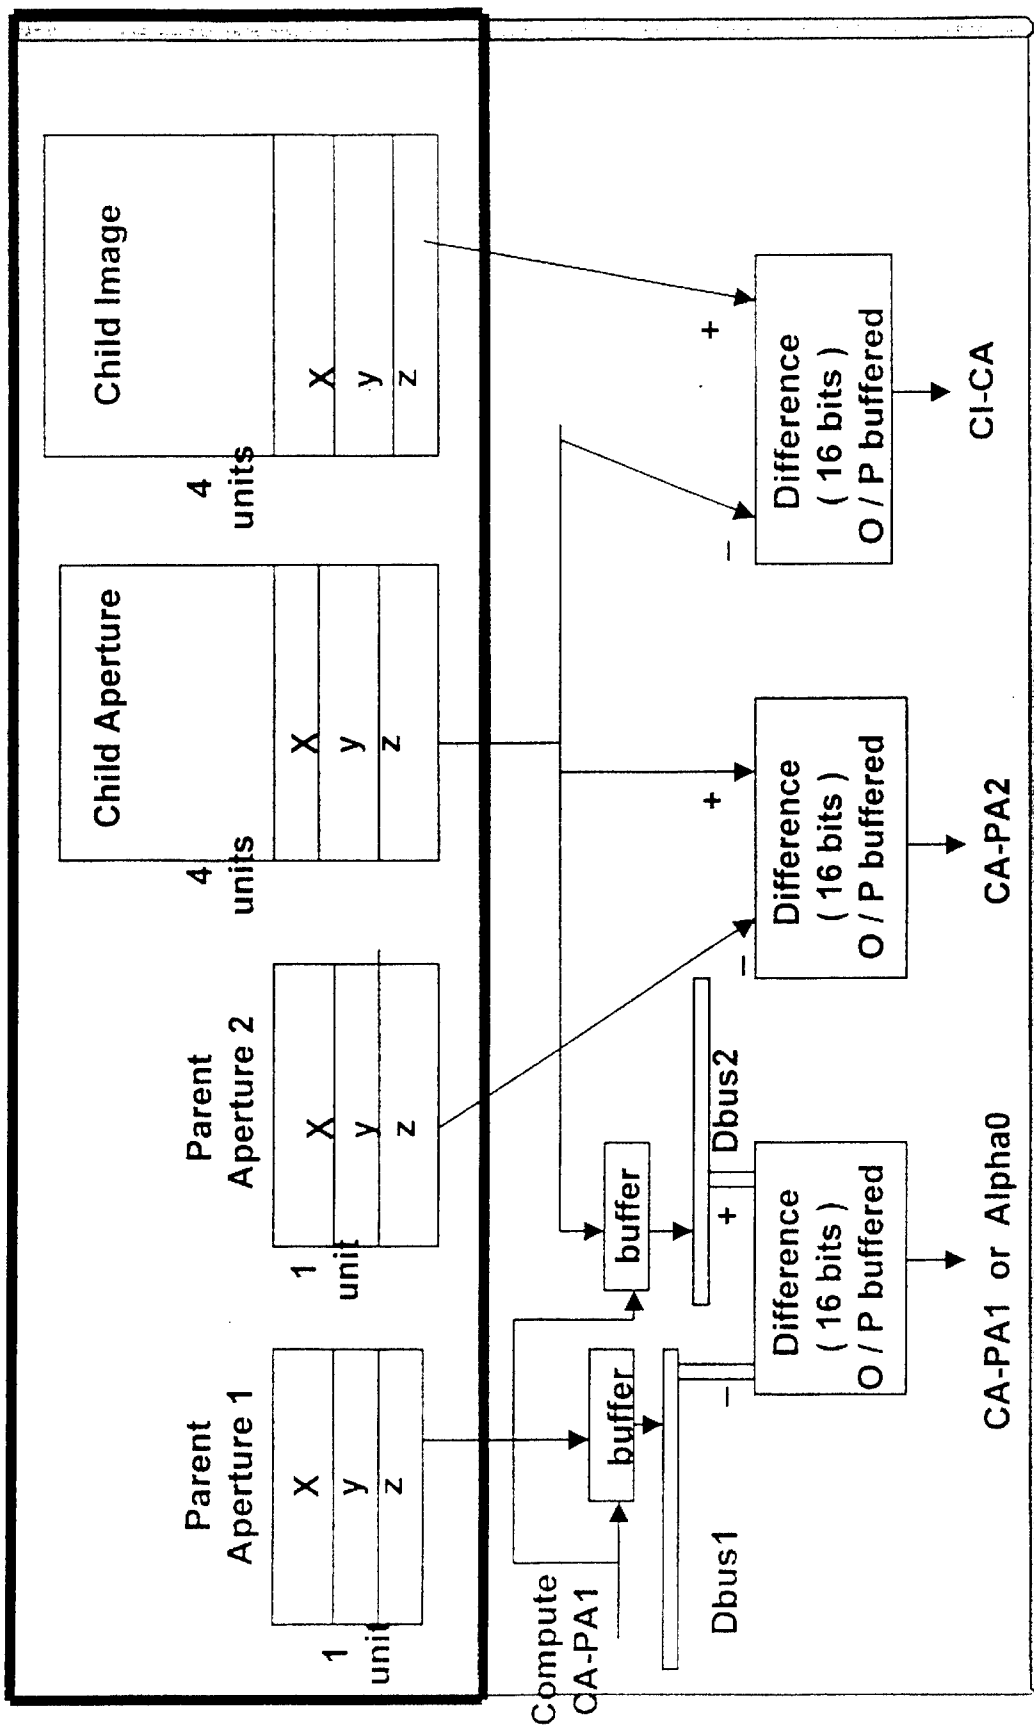 Parent
Aperture 1
X
y
z
1
unit
Parent
Aperture 2
X
y
z
1
unit
Child Aperture
X
y
z
4
units
Child Image
X
y
z
4
units
Compute
CA-PA1
buffer
buffer
Dbus1
Dbus2
−
+
Difference
( 16 bits )
O / P buffered
CA-PA1 or Alpha0
−
+
Difference
( 16 bits )
O / P buffered
CA-PA2
−
+
Difference
( 16 bits )
O / P buffered
CI-CA